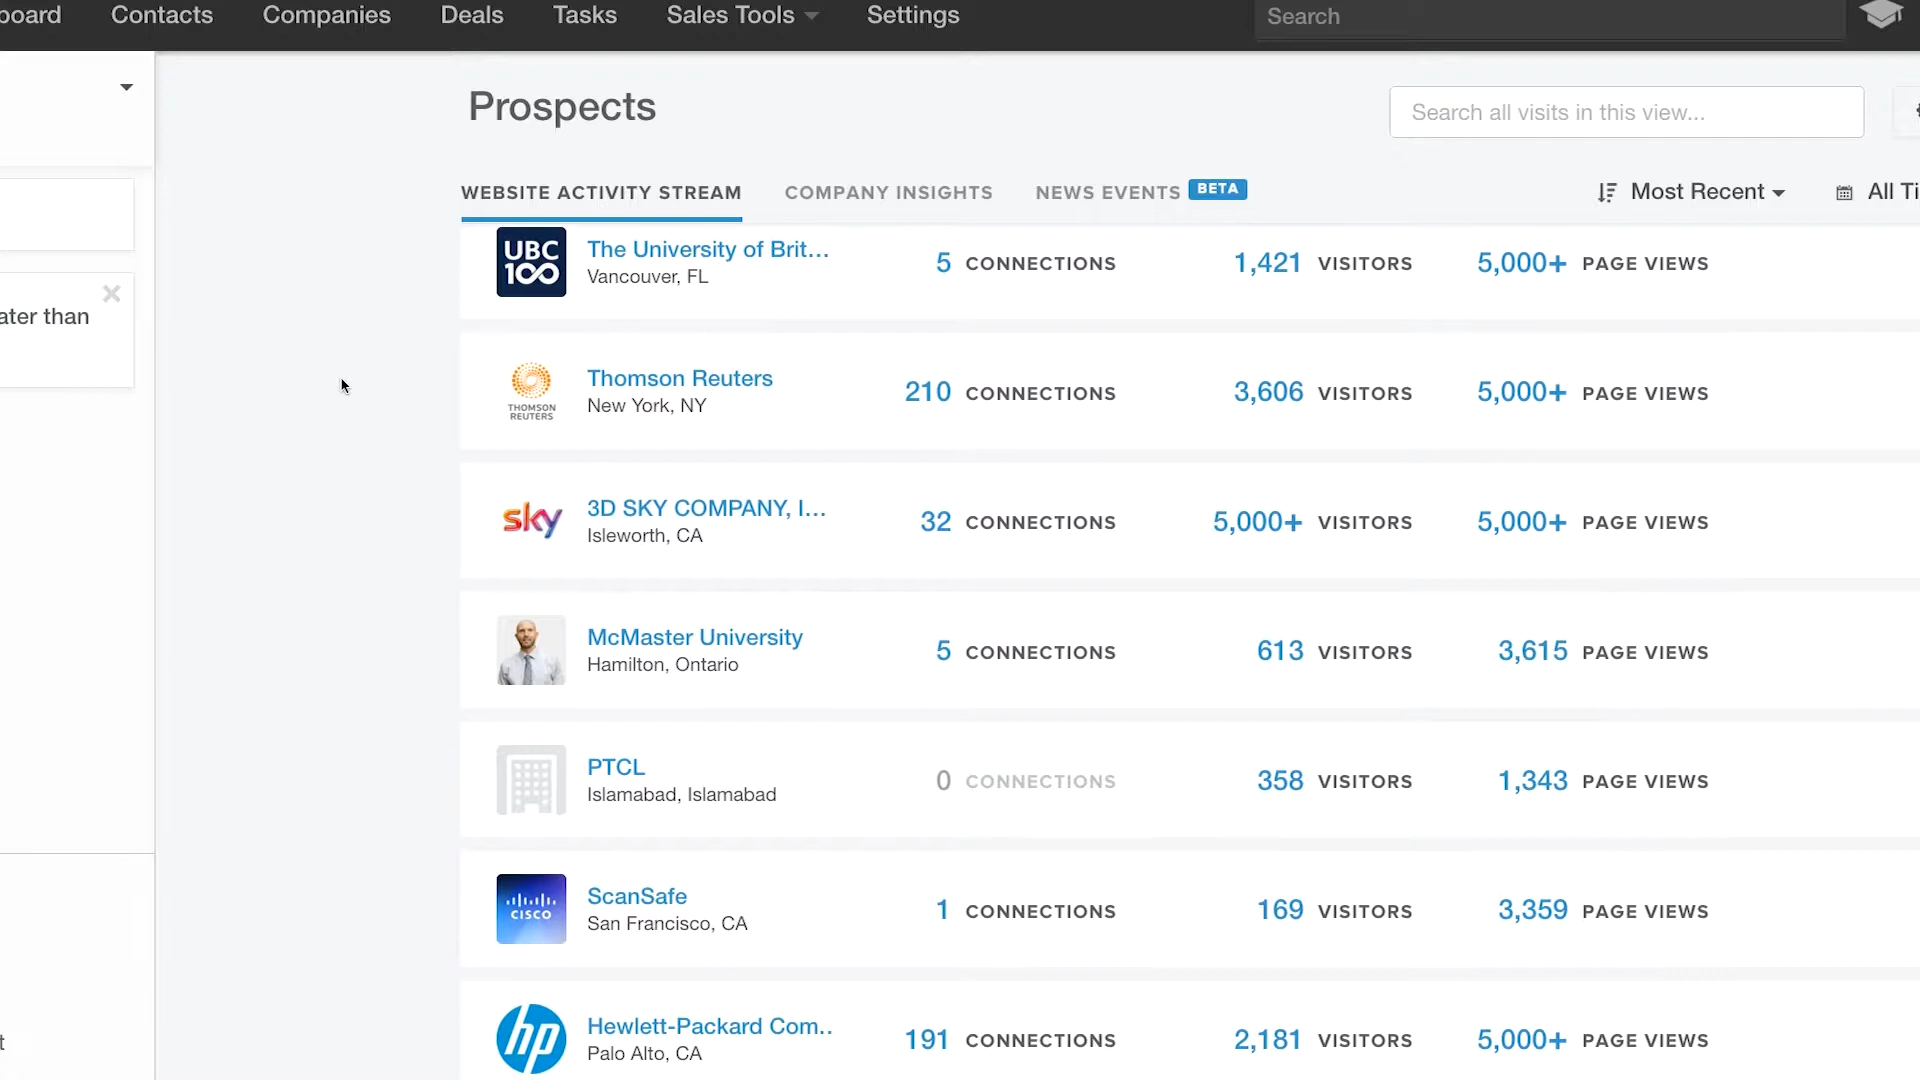 board Contacts Companies Deals Tasks Sales Tools Settings Search
Prospects
Search all visits in this view...
WEBSITE ACTIVITY STREAM COMPANY INSIGHTS NEWS EVENTS BETA Most Recent All Ti
UBC 100 The University of Brit... 5 CONNECTIONS 1,421 VISITORS 5,000+ PAGE VIEWS
Vancouver, FL
ater than
Thomson Reuters 210 CONNECTIONS 3,606 VISITORS 5,000+ PAGE VIEWS
New York, NY
THOMSON
REUTERS
sky 3D SKY COMPANY, I... 32 CONNECTIONS 5,000+ VISITORS 5,000+ PAGE VIEWS
Isleworth, CA
McMaster University 5 CONNECTIONS 613 VISITORS 3,615 PAGE VIEWS
Hamilton, Ontario
PTCL 0 CONNECTIONS 358 VISITORS 1,343 PAGE VIEWS
Islamabad, Islamabad
CISCO ScanSafe 1 CONNECTIONS 169 VISITORS 3,359 PAGE VIEWS
San Francisco, CA
hp Hewlett-Packard Com.. 191 CONNECTIONS 2,181 VISITORS 5,000+ PAGE VIEWS
Palo Alto, CA
t